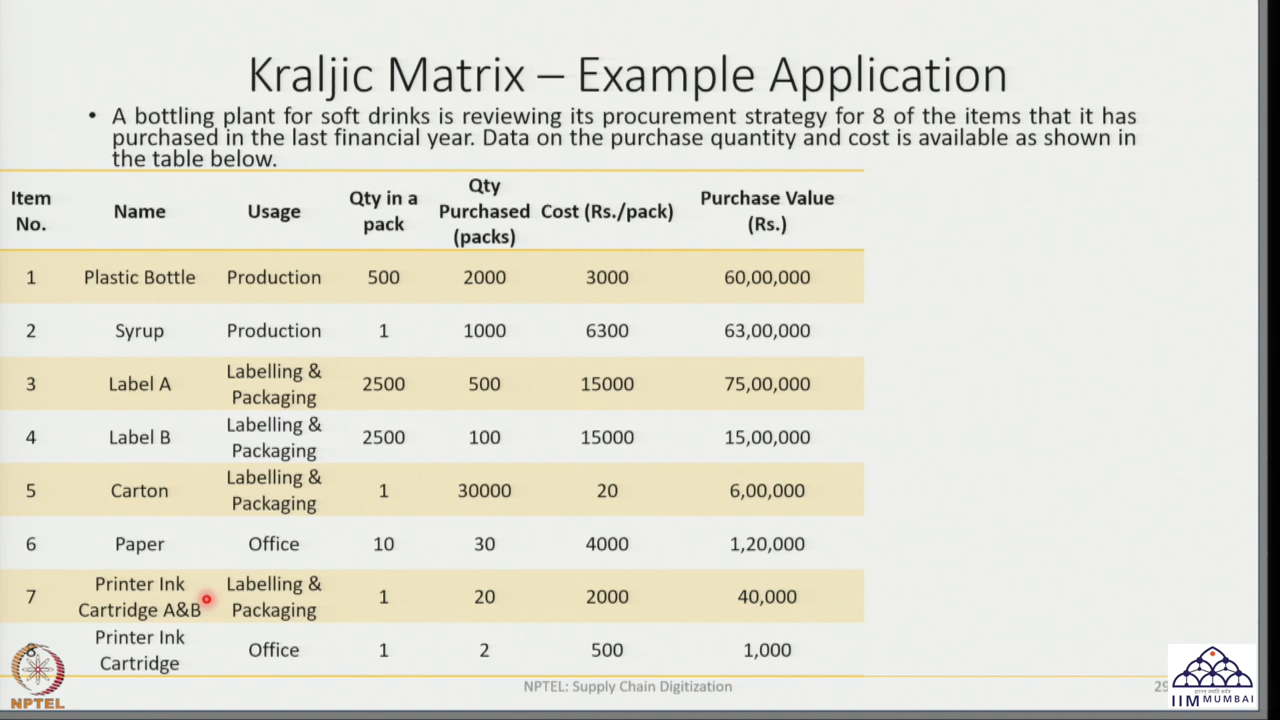 Kraljic Matrix – Example Application
• A bottling plant for soft drinks is reviewing its procurement strategy for 8 of the items that it has
purchased in the last financial year. Data on the purchase quantity and cost is available as shown in
the table below.
Item No. Name Usage Qty in a pack Qty Purchased (packs) Cost (Rs./pack) Purchase Value (Rs.)
1 Plastic Bottle Production 500 2000 3000 60,00,000
2 Syrup Production 1 1000 6300 63,00,000
3 Label A Labelling & Packaging 2500 500 15000 75,00,000
4 Label B Labelling & Packaging 2500 100 15000 15,00,000
5 Carton Labelling & Packaging 1 30000 20 6,00,000
6 Paper Office 10 30 4000 1,20,000
7 Printer Ink Cartridge A&B Labelling & Packaging 1 20 2000 40,000
8 Printer Ink Cartridge Office 1 2 500 1,000
NPTEL
NPTEL: Supply Chain Digitization
29
IIM MUMBAI